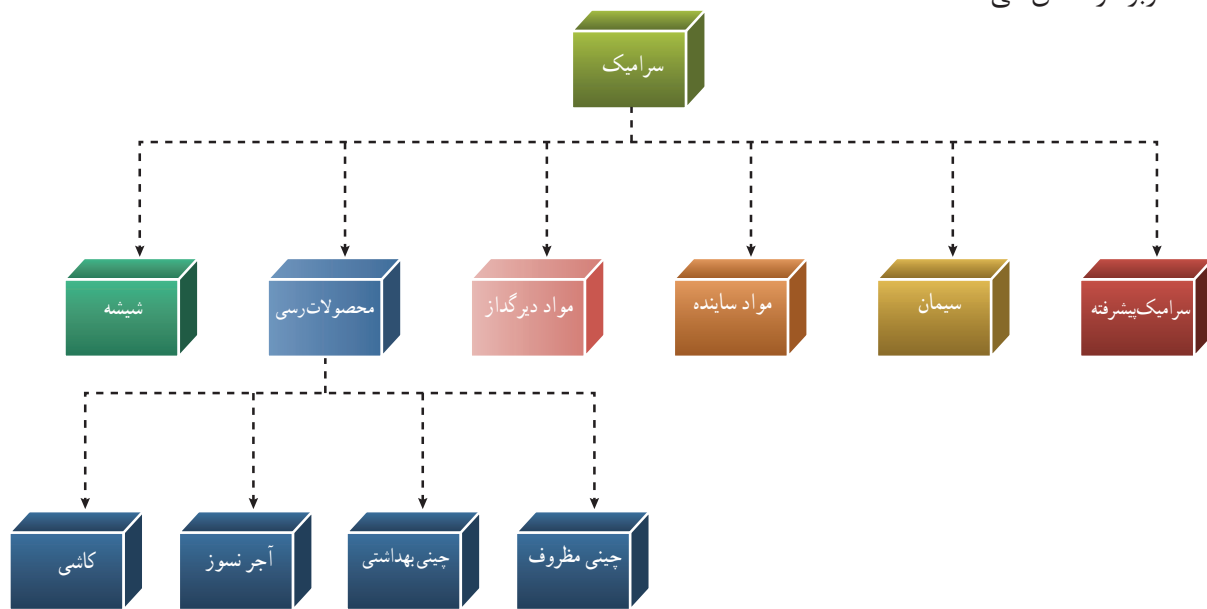 سرامیک
سرامیک پیشرفته
سیمان
مواد ساینده
مواد دیرگداز
محصولات رسی
شیشه
چینی مظروف
چینی بهداشتی
آجر نسوز
کاشی